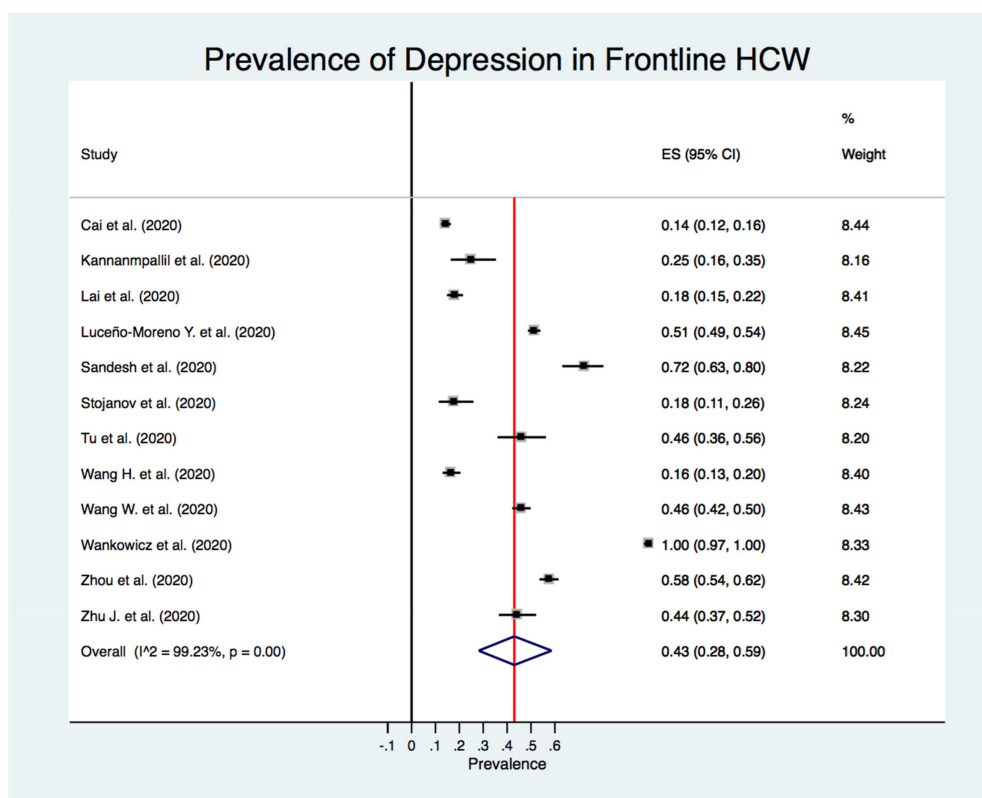 Prevalence of Depression in Frontline HCW
%
Study ES (95% CI) Weight
Cai et al. (2020) 0.14 (0.12, 0.16) 8.44
Kannanmpallil et al. (2020) 0.25 (0.16, 0.35) 8.16
Lai et al. (2020) 0.18 (0.15, 0.22) 8.41
Luceño-Moreno Y. et al. (2020) 0.51 (0.49, 0.54) 8.45
Sandesh et al. (2020) 0.72 (0.63, 0.80) 8.22
Stojanov et al. (2020) 0.18 (0.11, 0.26) 8.24
Tu et al. (2020) 0.46 (0.36, 0.56) 8.20
Wang H. et al. (2020) 0.16 (0.13, 0.20) 8.40
Wang W. et al. (2020) 0.46 (0.42, 0.50) 8.43
Wankowicz et al. (2020) 1.00 (0.97, 1.00) 8.33
Zhou et al. (2020) 0.58 (0.54, 0.62) 8.42
Zhu J. et al. (2020) 0.44 (0.37, 0.52) 8.30
Overall (I^2 = 99.23%, p = 0.00) 0.43 (0.28, 0.59) 100.00
-.1 0 .1 .2 .3 .4 .5 .6
Prevalence